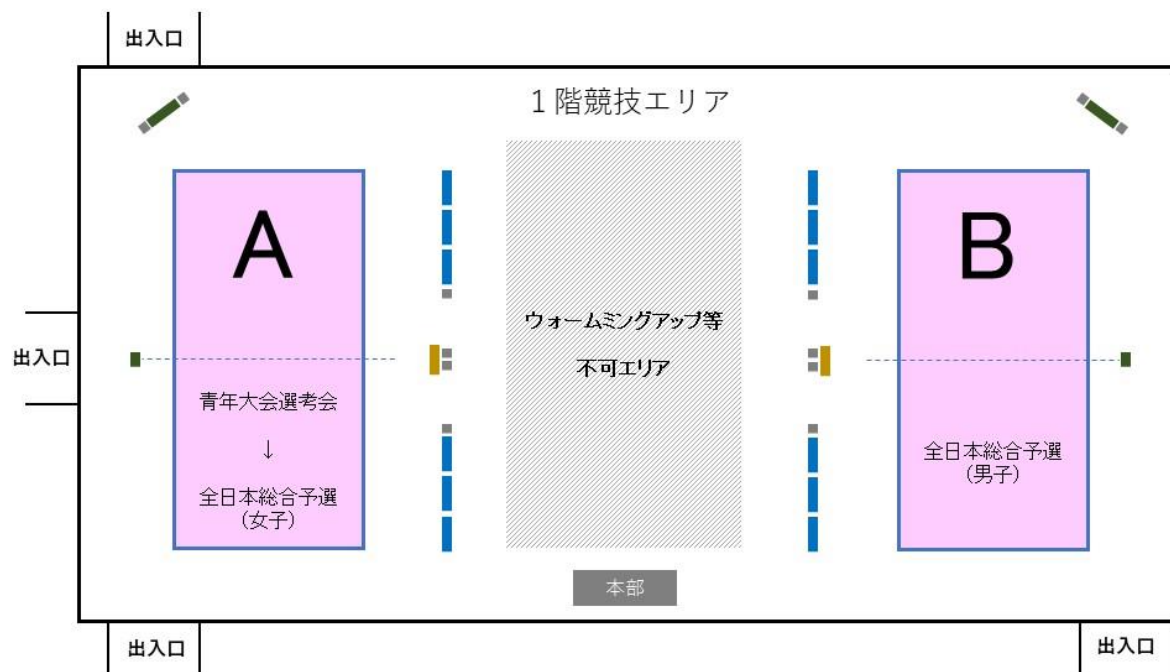 出入口
1階競技エリア
A
B
ウォームミングアップ等
不可エリア
出入口
青年大会選考会
↓
全日本総合予選
(女子)
全日本総合予選
(男子)
本部
出入口
出入口